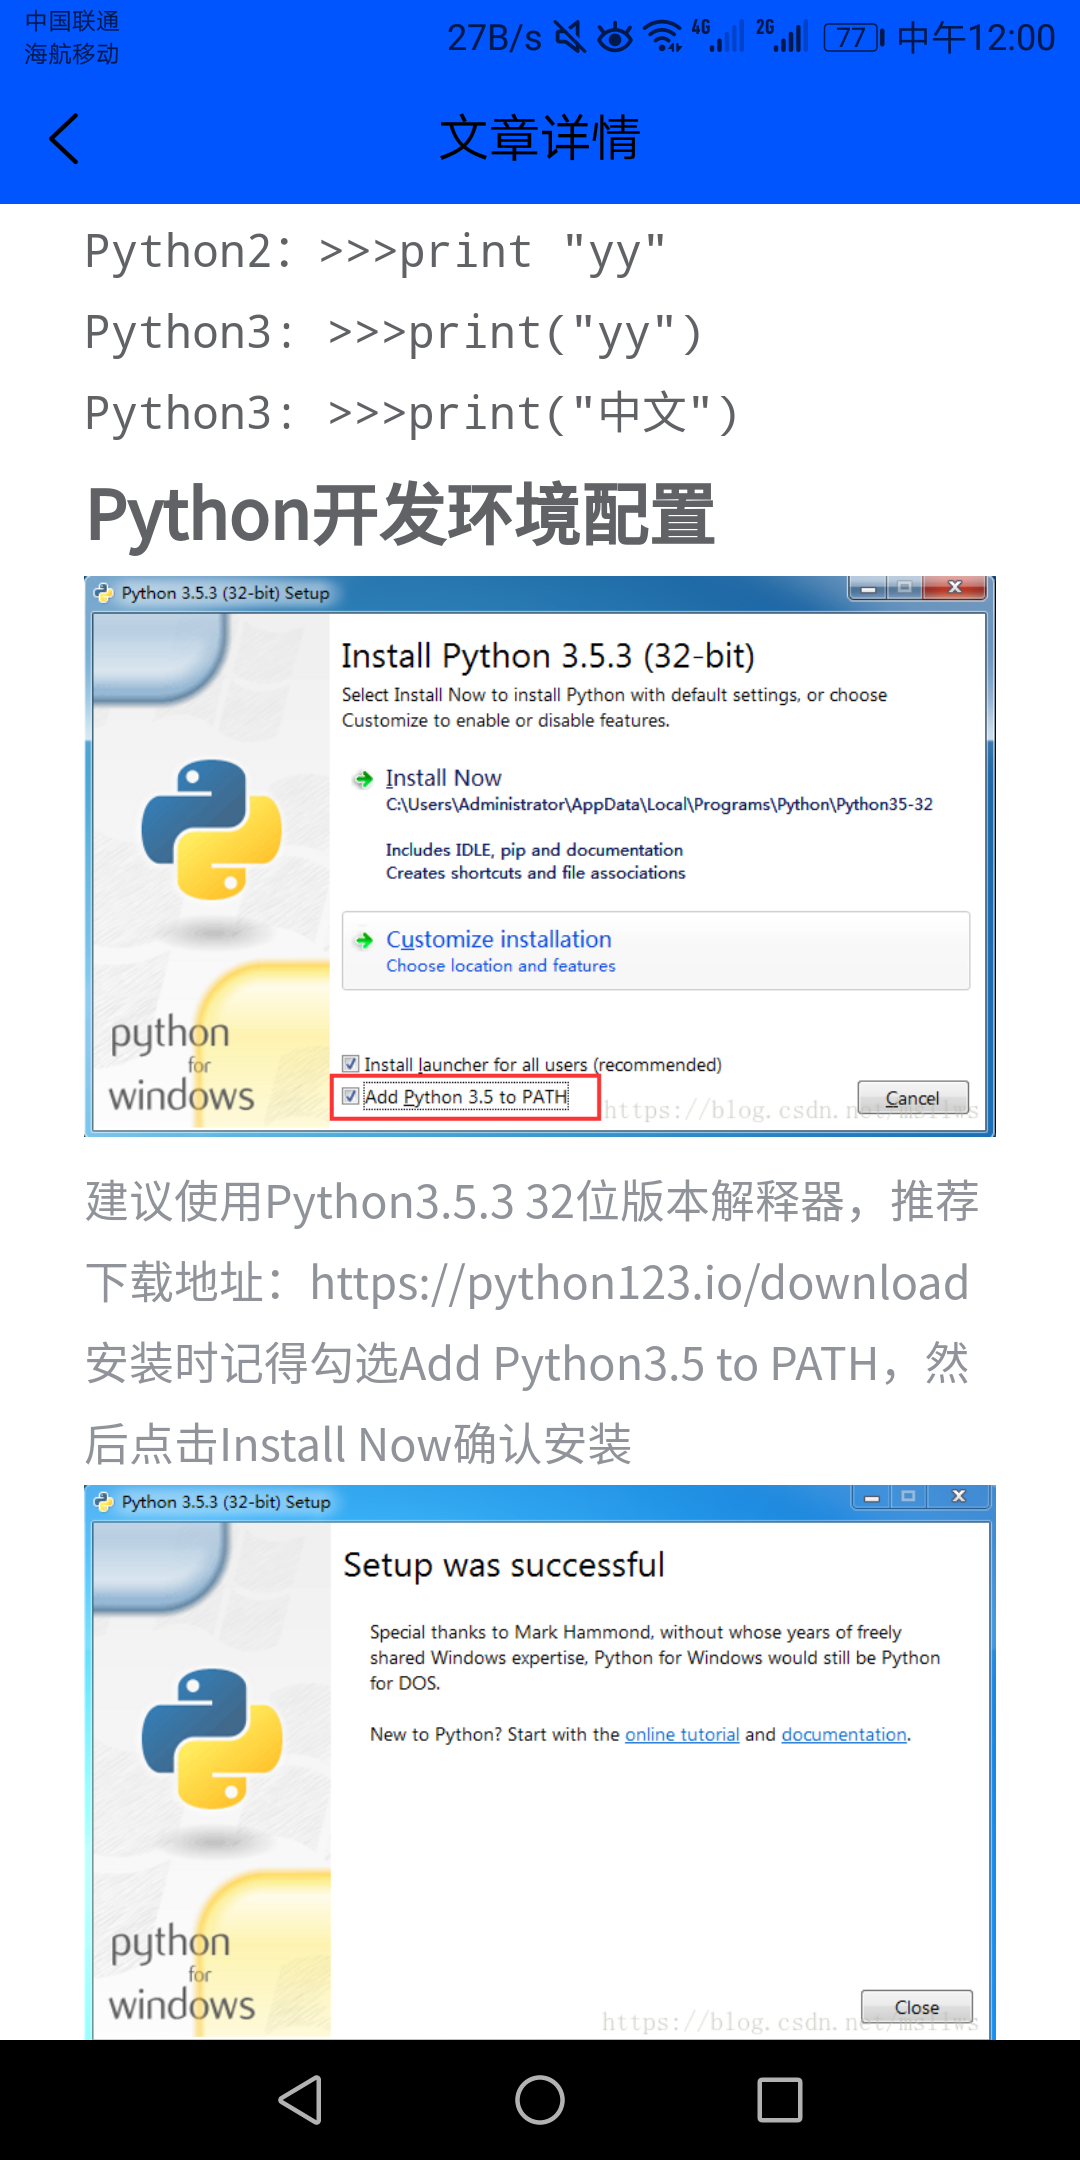 中国联通
海航移动
27B/s 4G 2G 77 中午12:00
文章详情
Python2: >>>print "yy"
Python3: >>>print("yy")
Python3: >>>print("中文")
Python开发环境配置
Python 3.5.3 (32-bit) Setup
Install Python 3.5.3 (32-bit)
Select Install Now to install Python with default settings, or choose
Customize to enable or disable features.
Install Now
C:\Users\Administrator\AppData\Local\Programs\Python\Python35-32
Includes IDLE, pip and documentation
Creates shortcuts and file associations
Customize installation
Choose location and features
python
for
windows
Install launcher for all users (recommended)
Add Python 3.5 to PATH
Cancel
https://blog.csdn.net/
建议使用Python3.5.3 32位版本解释器，推荐
下载地址：https://python123.io/download
安装时记得勾选Add Python3.5 to PATH，然
后点击Install Now确认安装
Python 3.5.3 (32-bit) Setup
Setup was successful
Special thanks to Mark Hammond, without whose years of freely
shared Windows expertise, Python for Windows would still be Python
for DOS.
New to Python? Start with the online tutorial and documentation.
python
for
windows
Close
https://blog.csdn.net/